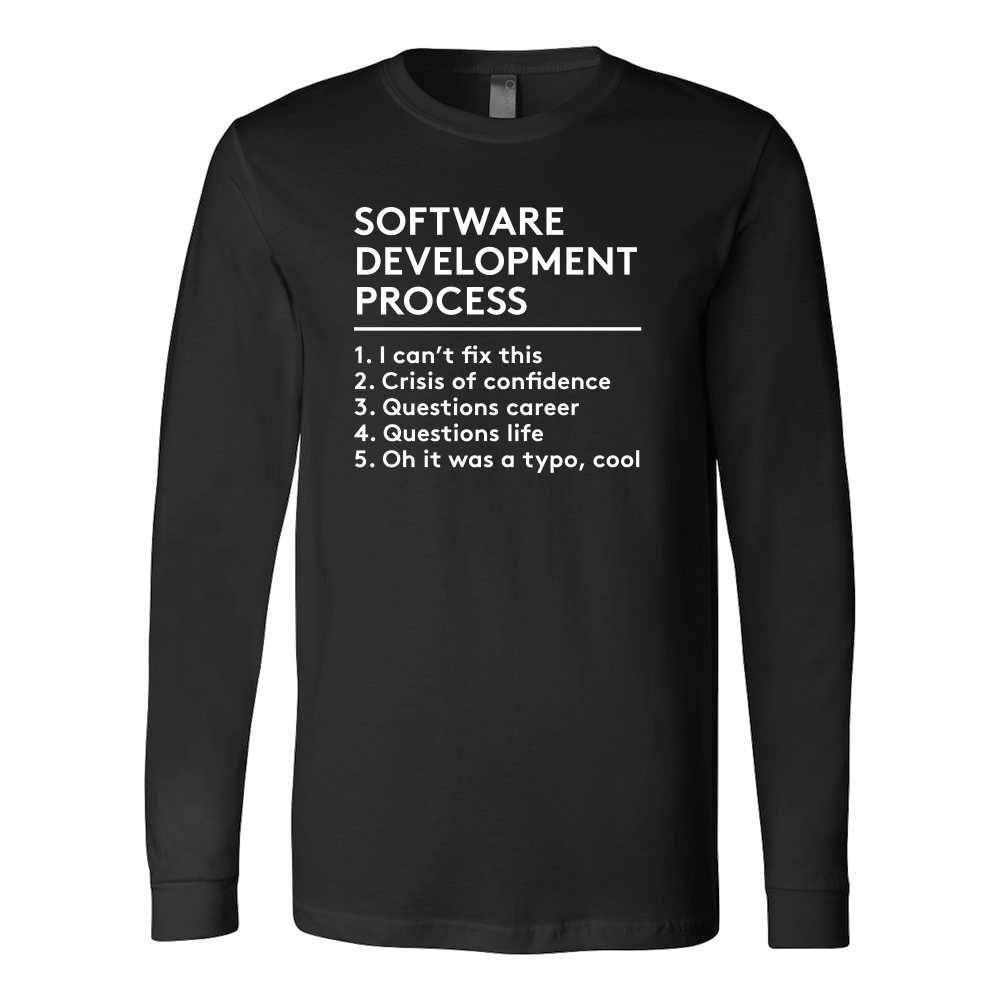 SOFTWARE
DEVELOPMENT
PROCESS
1. I can’t fix this
2. Crisis of confidence
3. Questions career
4. Questions life
5. Oh it was a typo, cool